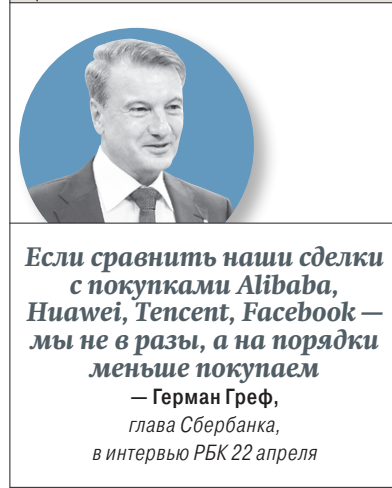 Если сравнить наши сделки
с покупками Alibaba,
Huawei, Tencent, Facebook —
мы не в разы, а на порядки
меньше покупаем
— Герман Греф,
глава Сбербанка,
в интервью РБК 22 апреля